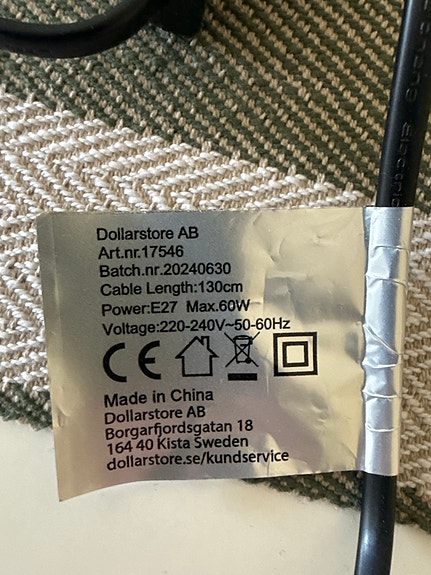 Dollarstore AB
Art.nr.17546
Batch.nr.20240630
Cable Length:130cm
Power:E27 Max.60W
Voltage:220-240V~50-60Hz
CE
Made in China
Dollarstore AB
Borgarfjordsgatan 18
164 40 Kista Sweden
dollarstore.se/kundservice